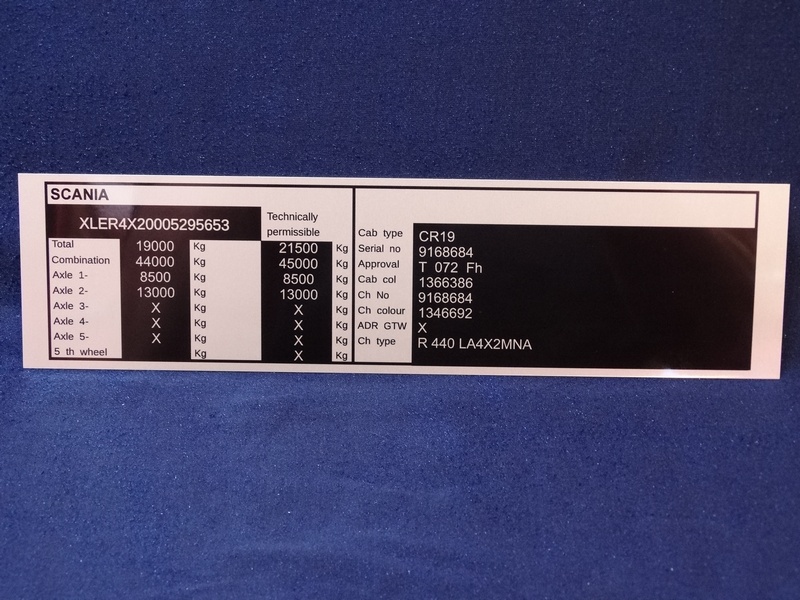 SCANIA
XLER4X20005295653
Technically
permissible
Total 19000 Kg 21500 Kg
Combination 44000 Kg 45000 Kg
Axle 1- 8500 Kg 8500 Kg
Axle 2- 13000 Kg 13000 Kg
Axle 3- X Kg X Kg
Axle 4- X Kg X Kg
Axle 5- X Kg X Kg
5 th wheel Kg X Kg
Cab type CR19
Serial no 9168684
Approval T 072 Fh
Cab col 1366386
Ch No 9168684
Ch colour 1346692
ADR GTW X
Ch type R 440 LA4X2MNA